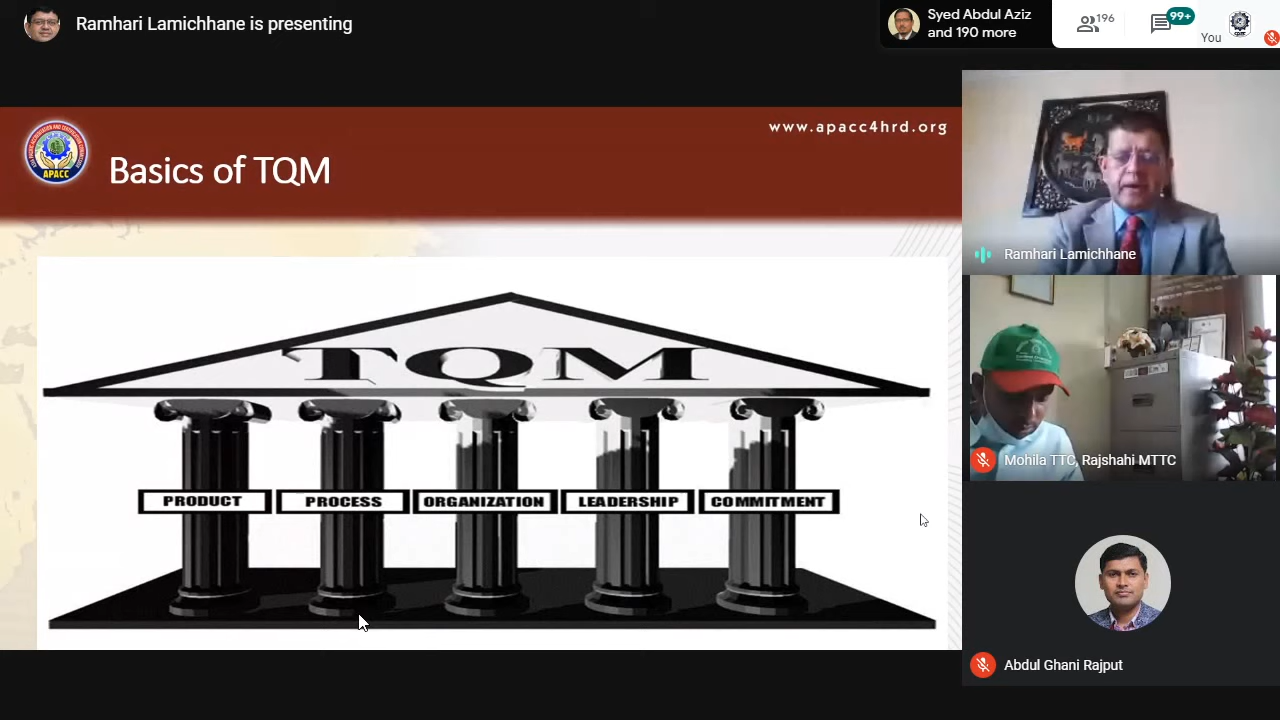 Ramhari Lamichhane is presenting
Syed Abdul Aziz
and 190 more
196
99+
You
www.apacc4hrd.org
APACC
Basics of TQM
TQM
PRODUCT
PROCESS
ORGANIZATION
LEADERSHIP
COMMITMENT
Ramhari Lamichhane
Mohila TTC, Rajshahi MTTC
Abdul Ghani Rajput